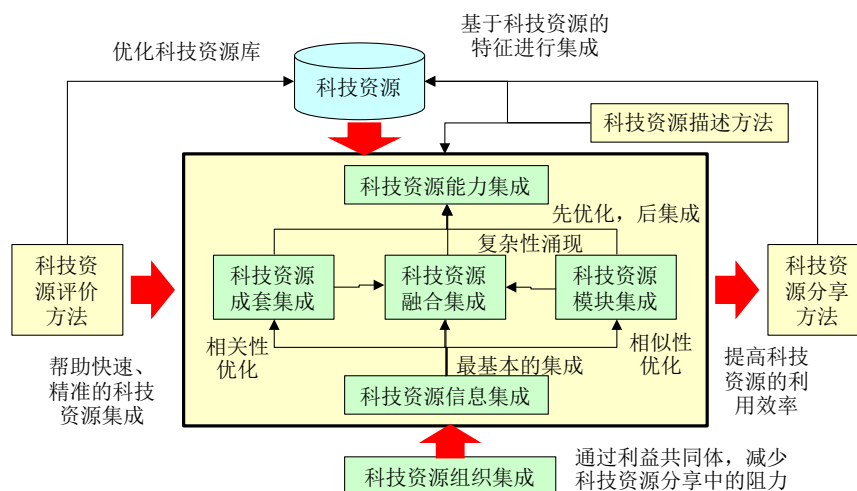 优化科技资源库
基于科技资源的
特征进行集成
科技资源
科技资源描述方法
科技资源能力集成
先优化，后集成
复杂性涌现
科技资
源评价
方法
科技资源
成套集成
科技资源
融合集成
科技资源
模块集成
科技资
源分享
方法
相关性
优化
最基本的集成
相似性
优化
帮助快速、
精准的科技
资源集成
提高科技
资源的利
用效率
科技资源信息集成
科技资源组织集成
通过利益共同体，减少
科技资源分享中的阻力